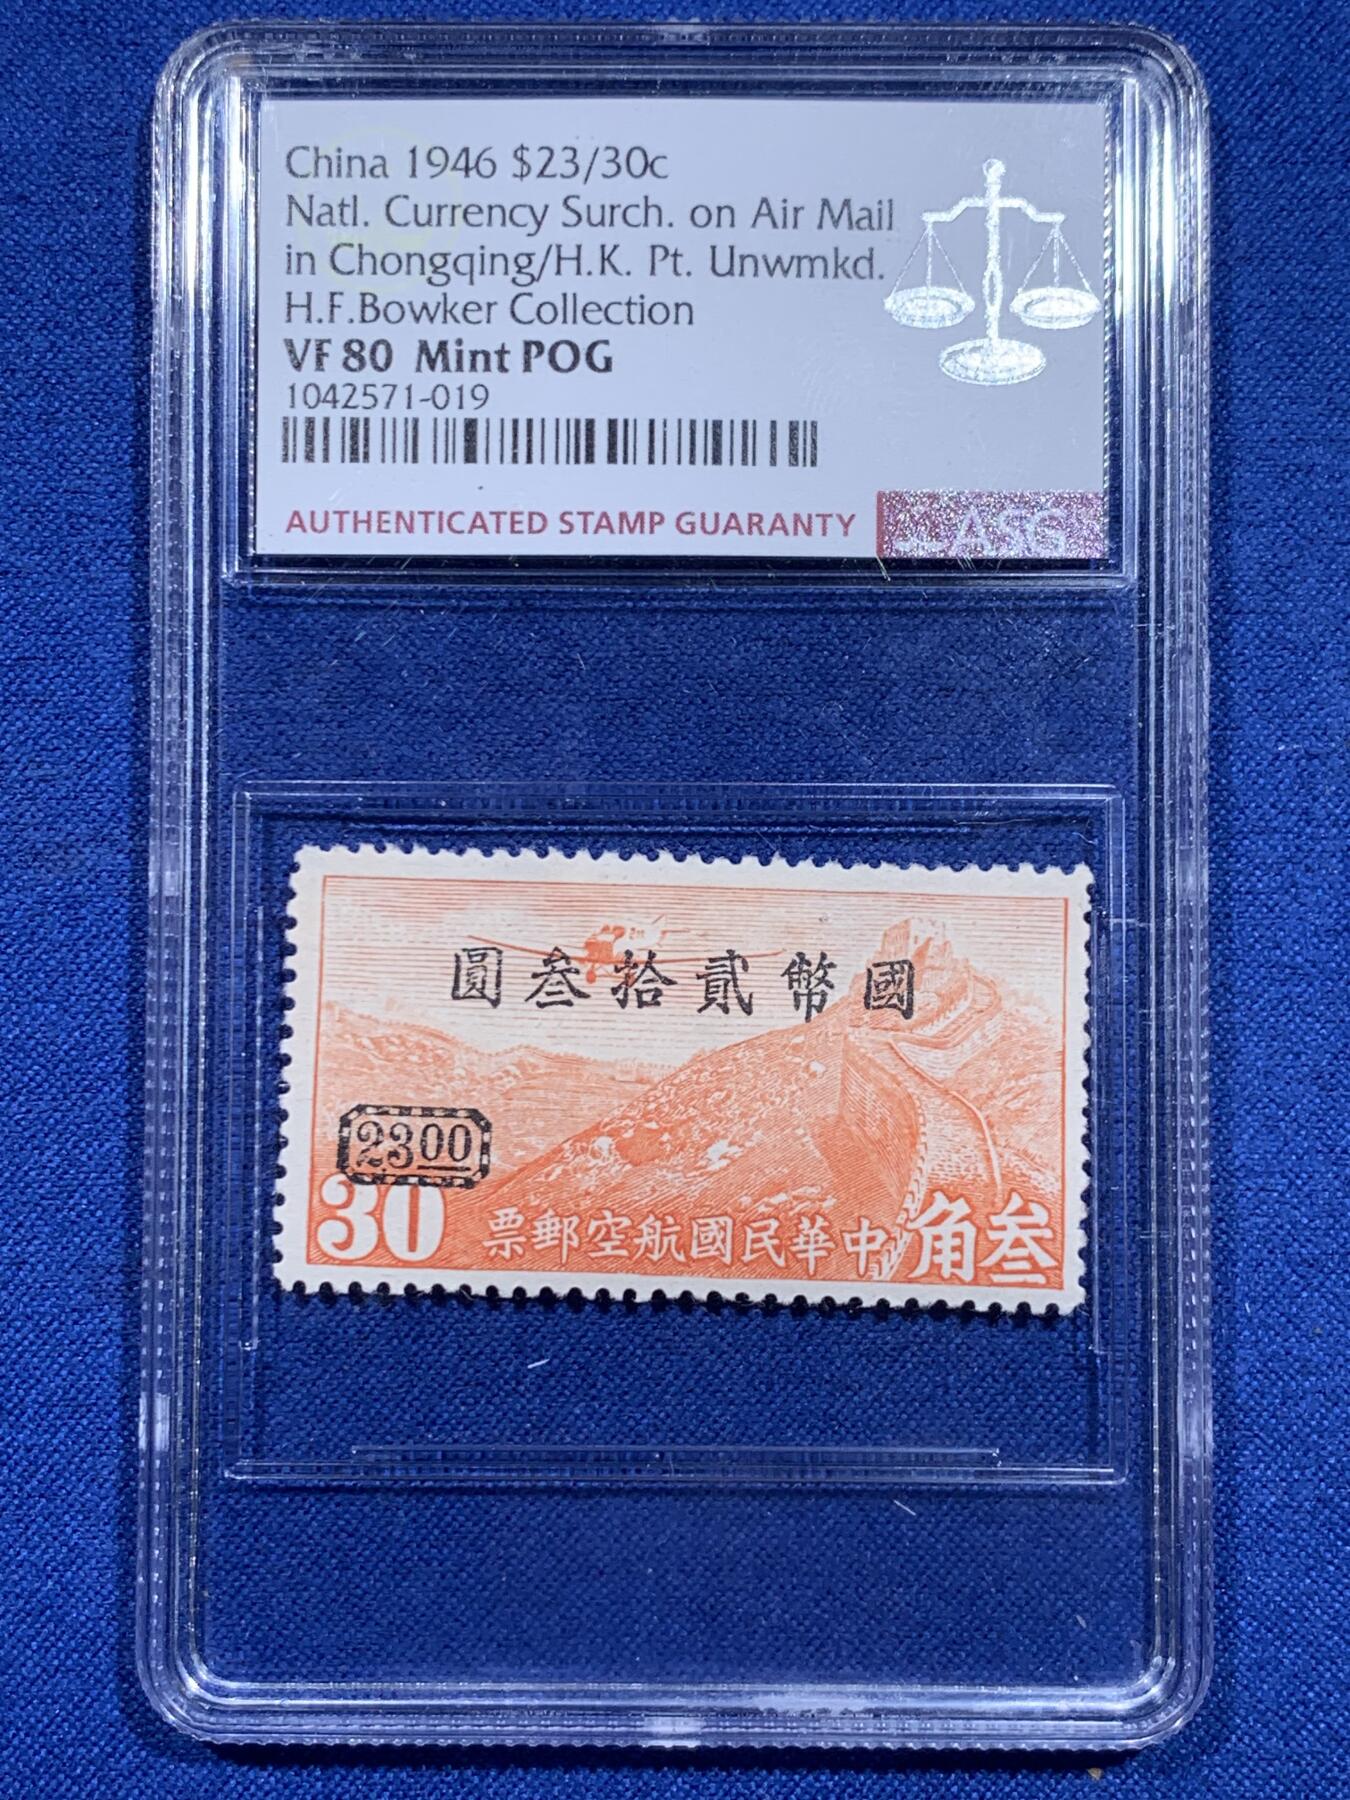 China 1946 $23/30c
Natl. Currency Surch. on Air Mail
in Chongqing/H.K. Pt. Unwmkd.
H.F.Bowker Collection
VF 80 Mint POG
1042571-019
AUTHENTICATED STAMP GUARANTY
ASG
國幣貳拾叁圓
2300
30
中華民國航空郵票
叁角